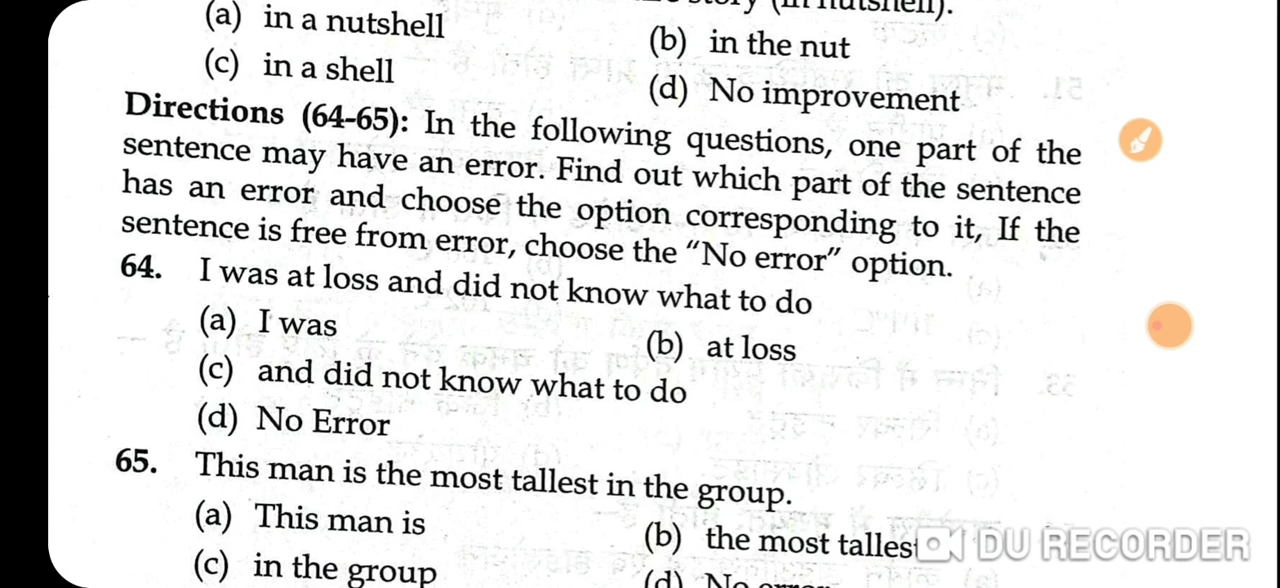 story (in nutshell).
(a) in a nutshell (b) in the nut
(c) in a shell (d) No improvement
Directions (64-65): In the following questions, one part of the
sentence may have an error. Find out which part of the sentence
has an error and choose the option corresponding to it, If the
sentence is free from error, choose the “No error” option.
64. I was at loss and did not know what to do
(a) I was (b) at loss
(c) and did not know what to do
(d) No Error
65. This man is the most tallest in the group.
(a) This man is (b) the most tallest
(c) in the group (d) No error
DU RECORDER